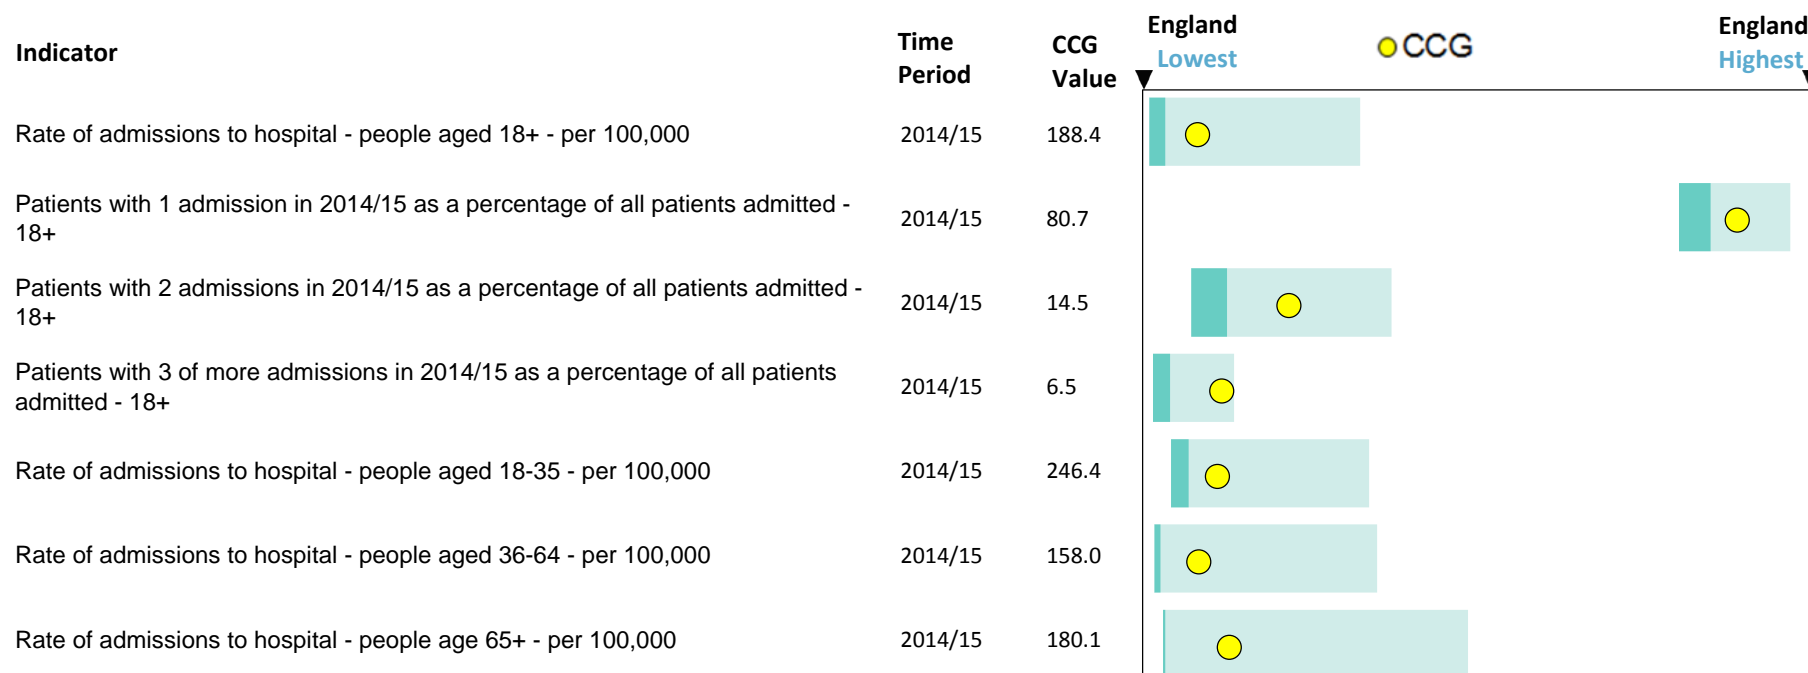 Indicator
Time Period
CCG Value
England Lowest
CCG
England Highest
Rate of admissions to hospital - people aged 18+ - per 100,000 2014/15 188.4
Patients with 1 admission in 2014/15 as a percentage of all patients admitted -
18+
2014/15 80.7
Patients with 2 admissions in 2014/15 as a percentage of all patients admitted -
18+
2014/15 14.5
Patients with 3 of more admissions in 2014/15 as a percentage of all patients
admitted - 18+
2014/15 6.5
Rate of admissions to hospital - people aged 18-35 - per 100,000 2014/15 246.4
Rate of admissions to hospital - people aged 36-64 - per 100,000 2014/15 158.0
Rate of admissions to hospital - people age 65+ - per 100,000 2014/15 180.1